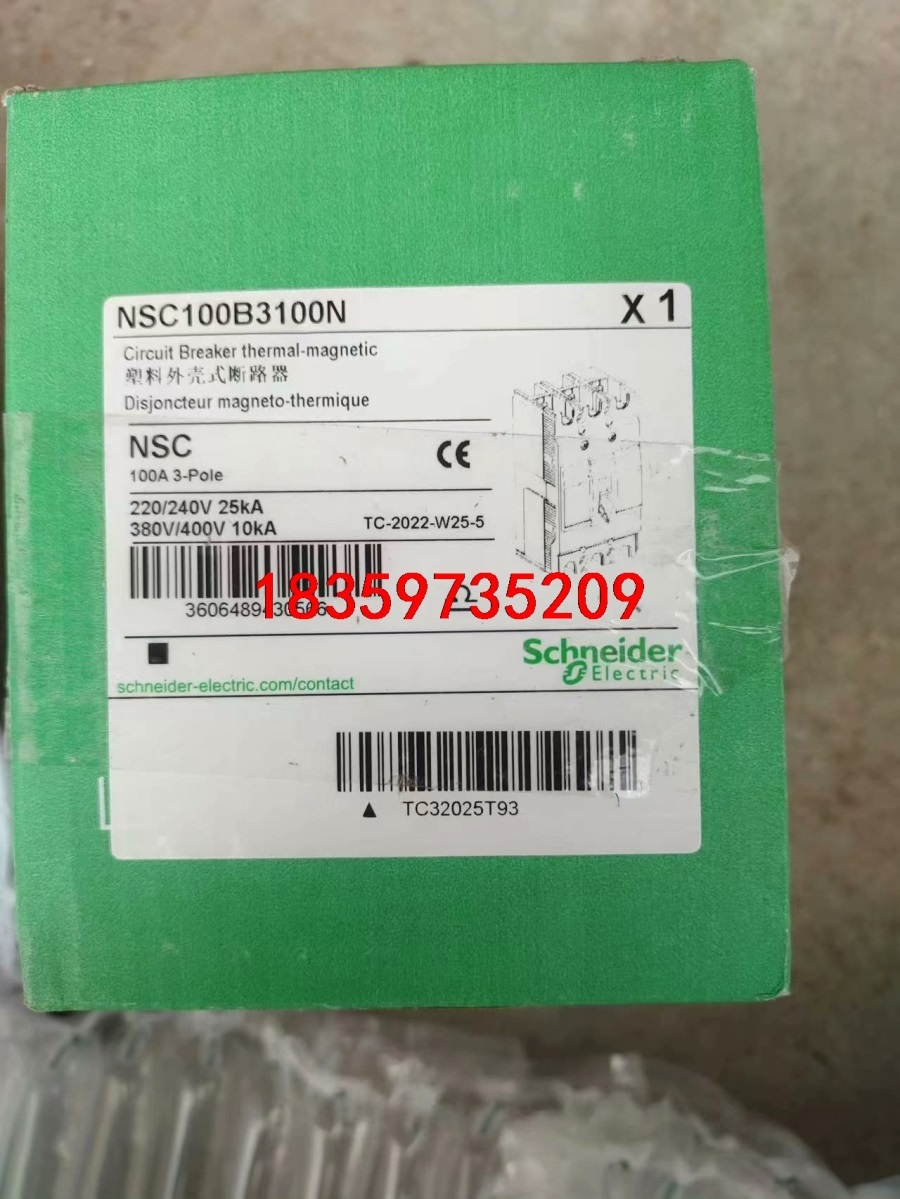 NSC100B3100N
X 1
Circuit Breaker thermal-magnetic
塑料外壳式断路器
Disjoncteur magneto-thermique
NSC
CE
100A 3-Pole
220/240V 25kA
380V/400V 10kA
TC-2022-W25-5
3606489430566
18359735209
Schneider
Electric
schneider-electric.com/contact
▲ TC32025T93